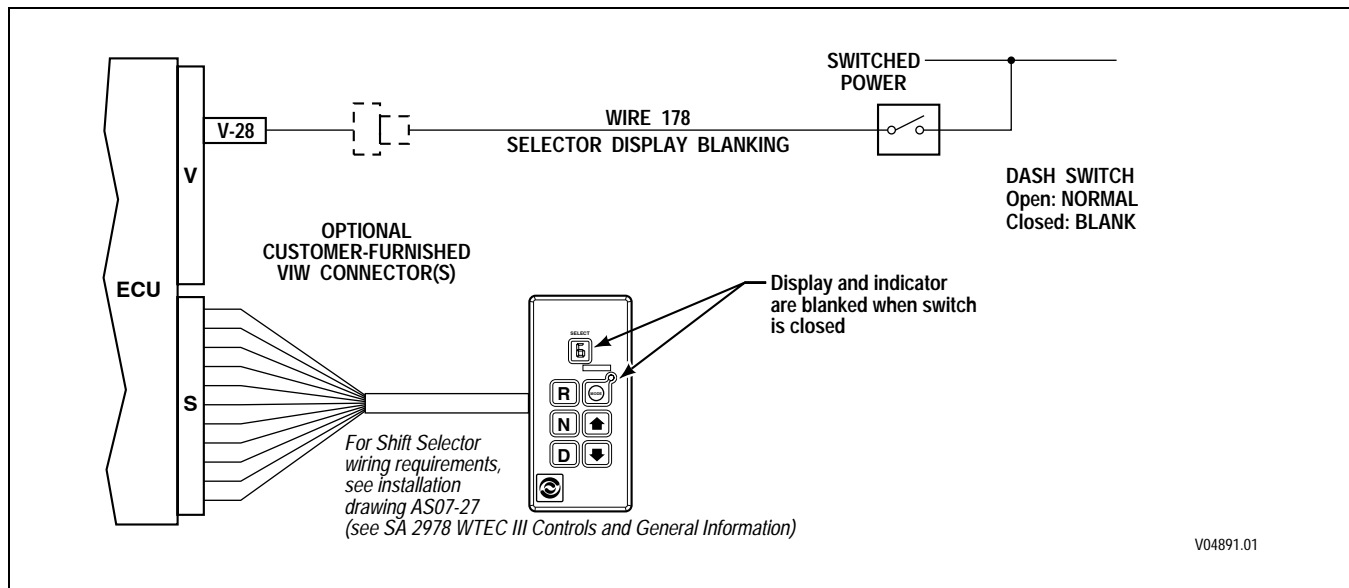 SWITCHED
POWER
V-28
WIRE 178
SELECTOR DISPLAY BLANKING
V
DASH SWITCH
Open: NORMAL
Closed: BLANK
OPTIONAL
CUSTOMER-FURNISHED
VIW CONNECTOR(S)
ECU
Display and indicator
are blanked when switch
is closed
SELECT
6
R
MODE
S
N
D
For Shift Selector
wiring requirements,
see installation
drawing AS07-27
(see SA 2978 WTEC III Controls and General Information)
V04891.01